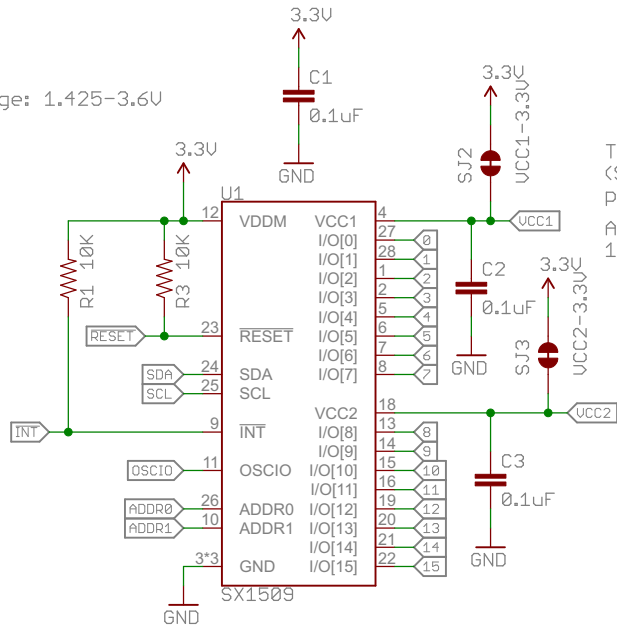 3.3V
C1
0.1uF
GND
ge: 1.425-3.6V
3.3V
SJ2
VCC1-3.3V
T
(S
P
A
1
3.3V
R1 10K
R3 10K
U1
12 VDDM
23 RESET
24 SDA
25 SCL
9 INT
11 OSCIO
26 ADDR0
10 ADDR1
3*3 GND
SX1509
GND
RESET
SDA
SCL
INT
OSCIO
ADDR0
ADDR1
VCC1 4
I/O[0] 27 0
I/O[1] 28 1
I/O[2] 1 2
I/O[3] 2 3
I/O[4] 5 4
I/O[5] 6 5
I/O[6] 7 6
I/O[7] 8 7
VCC2 18
I/O[8] 13 8
I/O[9] 14 9
I/O[10] 15 10
I/O[11] 16 11
I/O[12] 19 12
I/O[13] 20 13
I/O[14] 21 14
I/O[15] 22 15
VCC1
C2
0.1uF
GND
3.3V
SJ3
VCC2-3.3V
VCC2
C3
0.1uF
GND